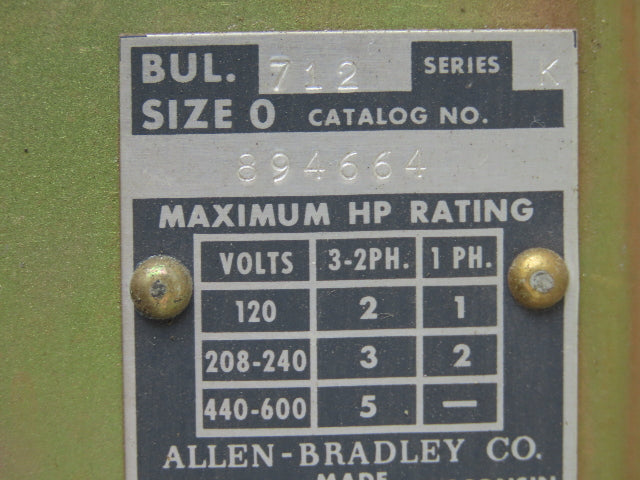 BUL. 712 SERIES K
SIZE 0 CATALOG NO.
894664
MAXIMUM HP RATING
VOLTS 3-2PH. 1 PH.
120 2 1
208-240 3 2
440-600 5 —
ALLEN-BRADLEY CO.
MADE